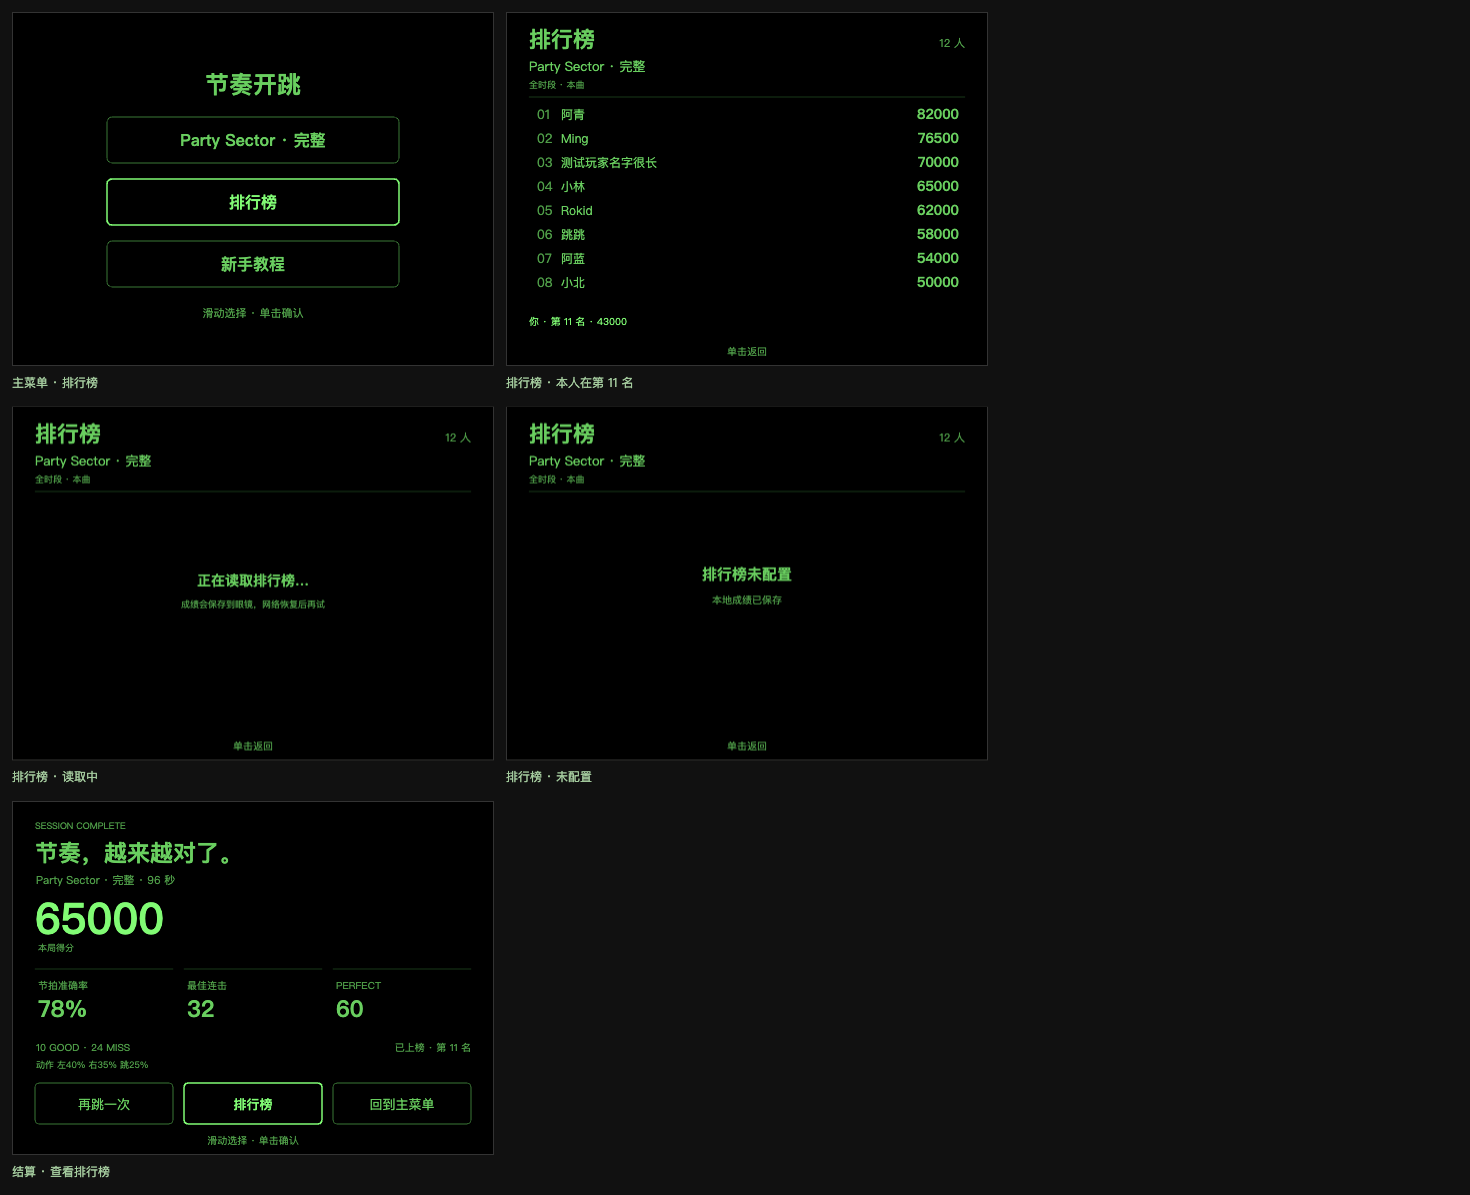 节奏开跳
Party Sector · 完整
排行榜
新手教程
滑动选择 · 单击确认
主菜单 · 排行榜
排行榜
12 人
Party Sector · 完整
全时段 · 本曲
01 阿青 82000
02 Ming 76500
03 测试玩家名字很长 70000
04 小林 65000
05 Rokid 62000
06 跳跳 58000
07 阿蓝 54000
08 小北 50000
你 · 第 11 名 · 43000
单击返回
排行榜 · 本人在第 11 名
排行榜
12 人
Party Sector · 完整
全时段 · 本曲
正在读取排行榜...
成绩会保存到眼镜，网络恢复后再试
单击返回
排行榜 · 读取中
排行榜
12 人
Party Sector · 完整
全时段 · 本曲
排行榜未配置
本地成绩已保存
单击返回
排行榜 · 未配置
SESSION COMPLETE
节奏，越来越对了。
Party Sector · 完整 · 96 秒
65000
本局得分
节拍准确率 最佳连击 PERFECT
78% 32 60
10 GOOD · 24 MISS 已上榜 · 第 11 名
动作 左40% 右35% 跳25%
再跳一次 排行榜 回到主菜单
滑动选择 · 单击确认
结算 · 查看排行榜